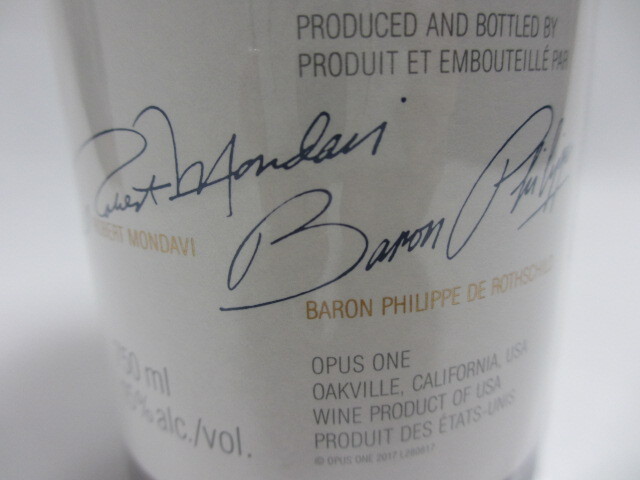 PRODUCED AND BOTTLED BY
PRODUIT ET EMBOUTEILLÉ PAR
Robert Mondavi
ROBERT MONDAVI
Baron Philippe
BARON PHILIPPE DE ROTHSCHILD
750 ml
% alc./vol.
OPUS ONE
OAKVILLE, CALIFORNIA, USA
WINE PRODUCT OF USA
PRODUIT DES ÉTATS-UNIS
© OPUS ONE 2017